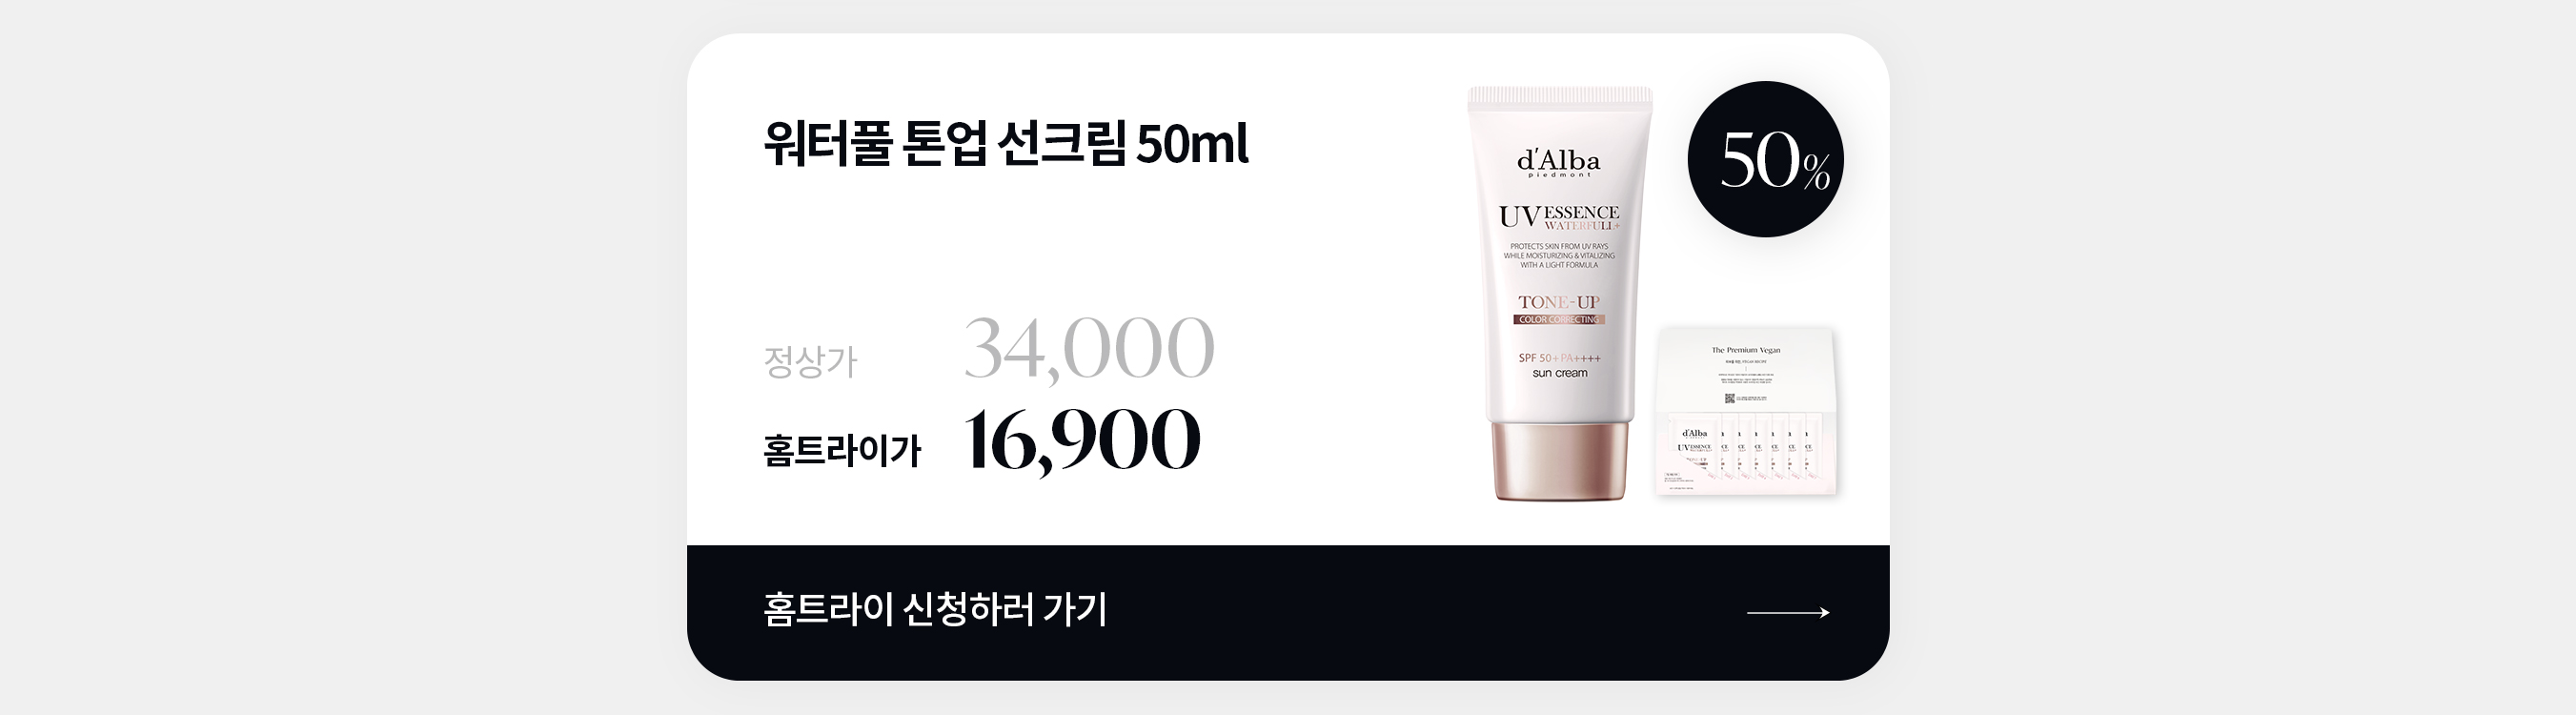 워터풀 톤업 선크림 50ml
정상가 34,000
홈트라이가 16,900
d'Alba
piedmont
UV ESSENCE
WATERFULL+
PROTECTS SKIN FROM UV RAYS
WHILE MOISTURIZING & VITALIZING
WITH A LIGHT FORMULA
TONE-UP
COLOR CORRECTING
SPF 50+ PA++++
sun cream
50%
The Premium Vegan
d'Alba
UV ESSENCE
홈트라이 신청하러 가기